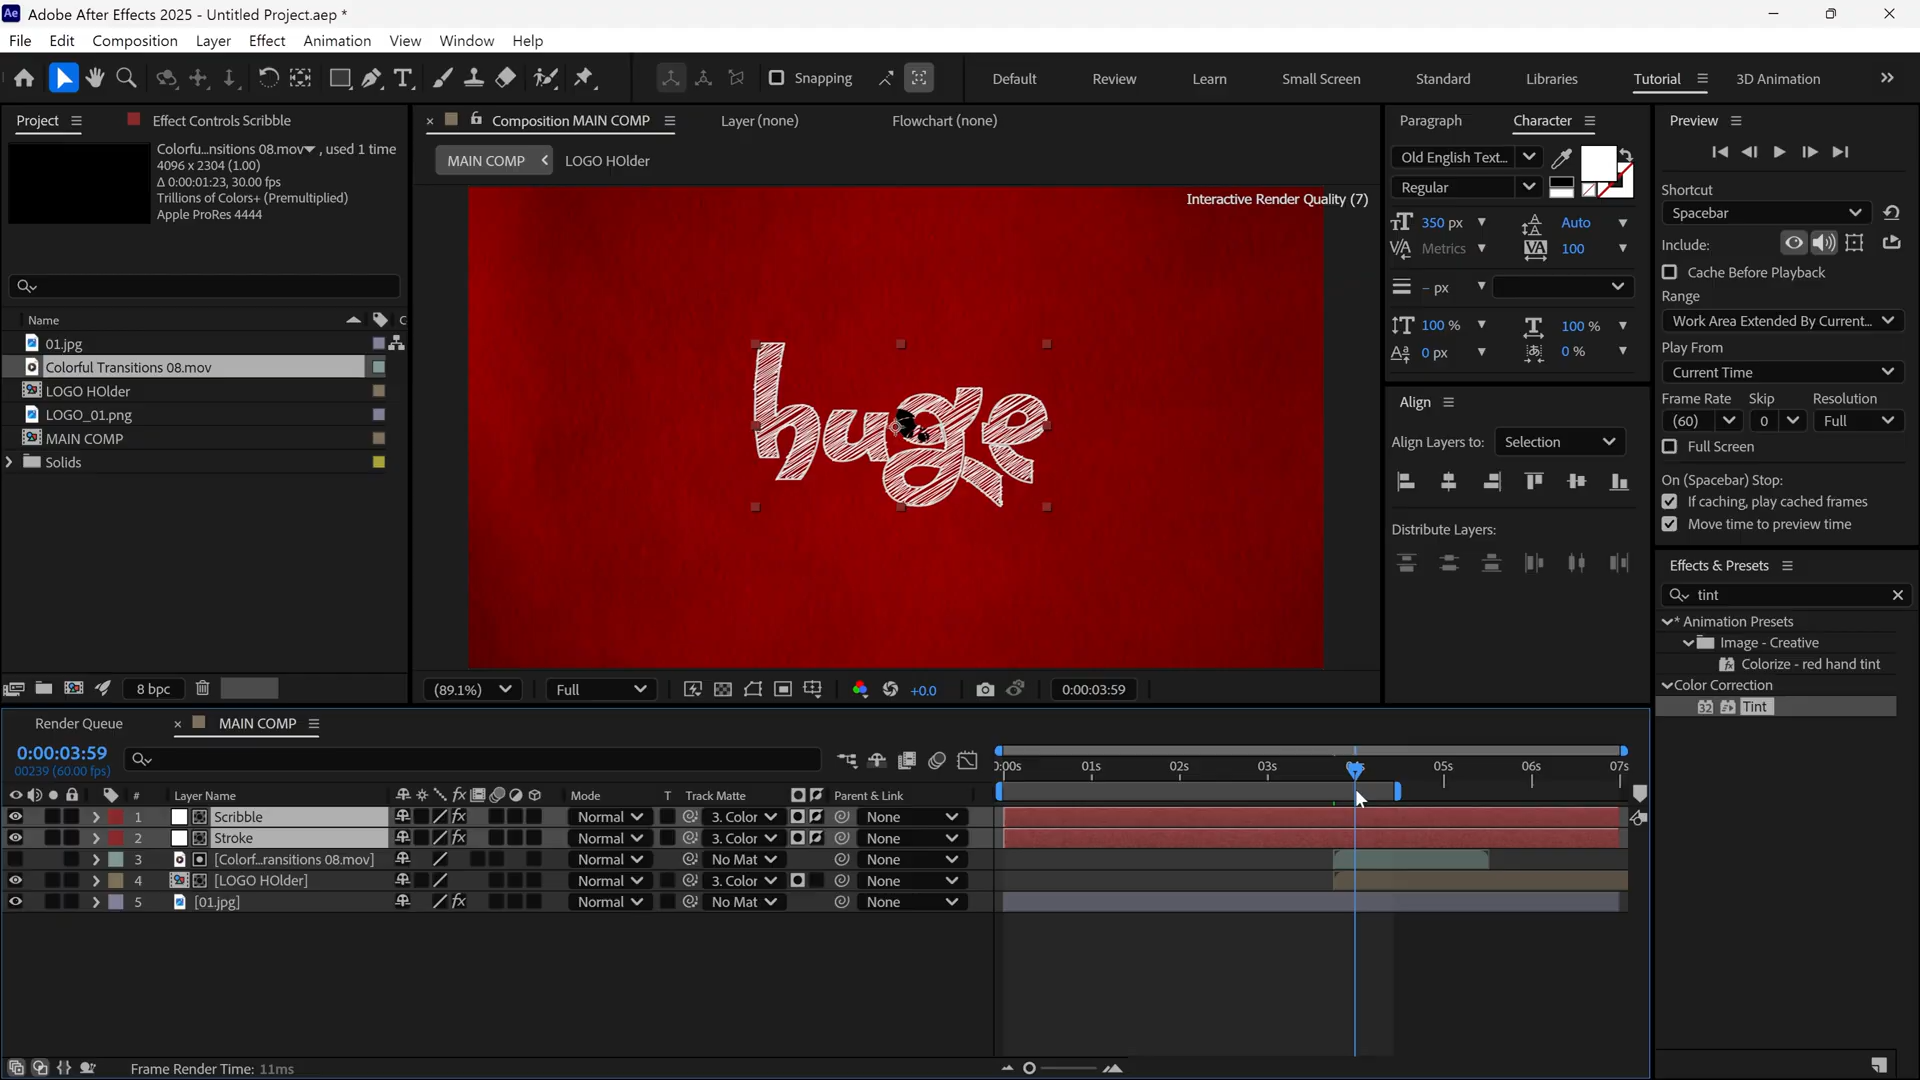 Ae Adobe After Effects 2025 - Untitled Project.aep *
File Edit Composition Layer Effect Animation View Window Help
Snapping Default Review Learn Small Screen Standard Libraries Tutorial 3D Animation
Project Effect Controls Scribble
Colorfu...nsitions 08.mov , used 1 time
4096 x 2304 (1.00)
Δ 0:00:01:23, 30.00 fps
Trillions of Colors+ (Premultiplied)
Apple ProRes 4444
Name
01.jpg
Colorful Transitions 08.mov
LOGO HOlder
LOGO_01.png
MAIN COMP
Solids
8 bpc
Composition MAIN COMP Layer (none) Flowchart (none)
MAIN COMP LOGO HOlder
Interactive Render Quality (7)
huge
(89.1%) Full +0.0 0:00:03:59
Paragraph Character
Old English Text...
Regular
350 px Auto
Metrics 100
– px
100 % 100 %
0 px 0 %
Align
Align Layers to: Selection
Distribute Layers:
Preview
Shortcut
Spacebar
Include:
Cache Before Playback
Range
Work Area Extended By Current...
Play From
Current Time
Frame Rate Skip Resolution
(60) 0 Full
Full Screen
On (Spacebar) Stop:
If caching, play cached frames
Move time to preview time
Effects & Presets
tint
* Animation Presets
Image - Creative
Colorize - red hand tint
Color Correction
32 Tint
Render Queue MAIN COMP
0:00:03:59
00239 (60.00 fps)
# Layer Name Mode T Track Matte Parent & Link
1 Scribble Normal 3. Color None
2 Stroke Normal 3. Color None
3 [Colorf...ransitions 08.mov] Normal No Mat None
4 [LOGO HOlder] Normal 3. Color None
5 [01.jpg] Normal No Mat None
01s 02s 03s 05s 06s 07s
Frame Render Time: 11ms